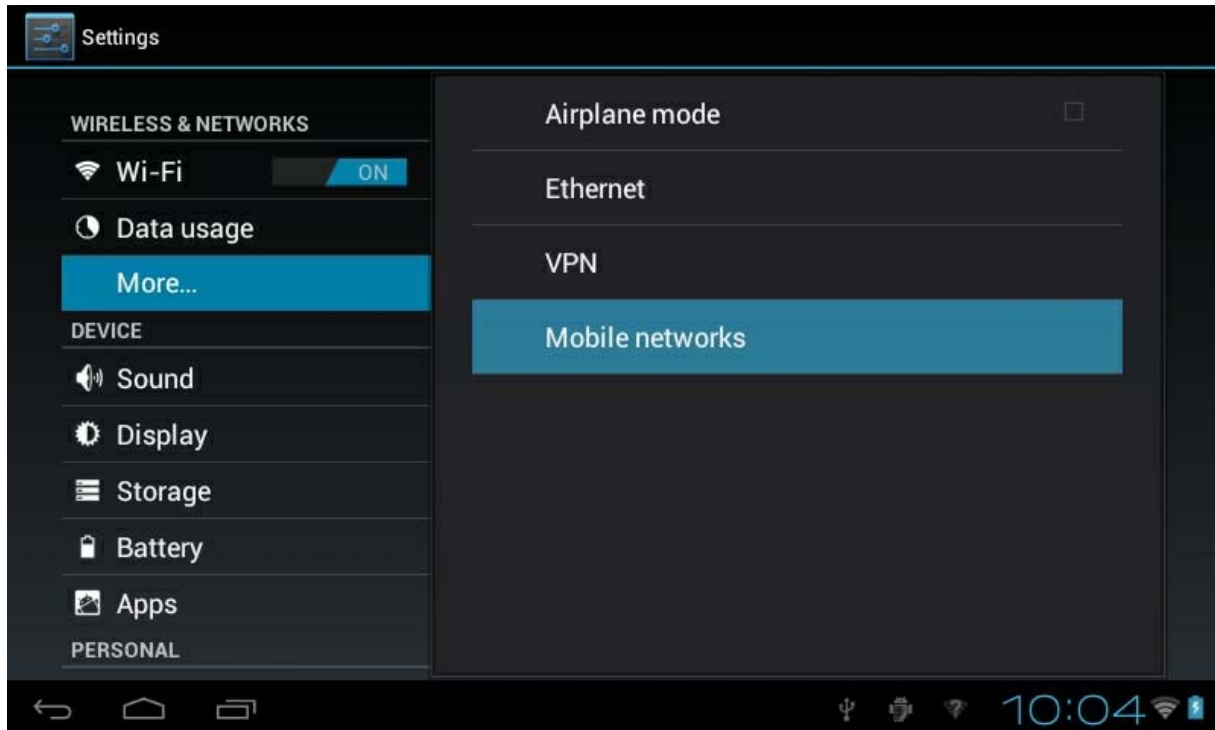 Settings
WIRELESS & NETWORKS
Wi-Fi ON
Data usage
More...
DEVICE
Sound
Display
Storage
Battery
Apps
PERSONAL
Airplane mode
Ethernet
VPN
Mobile networks
10:04